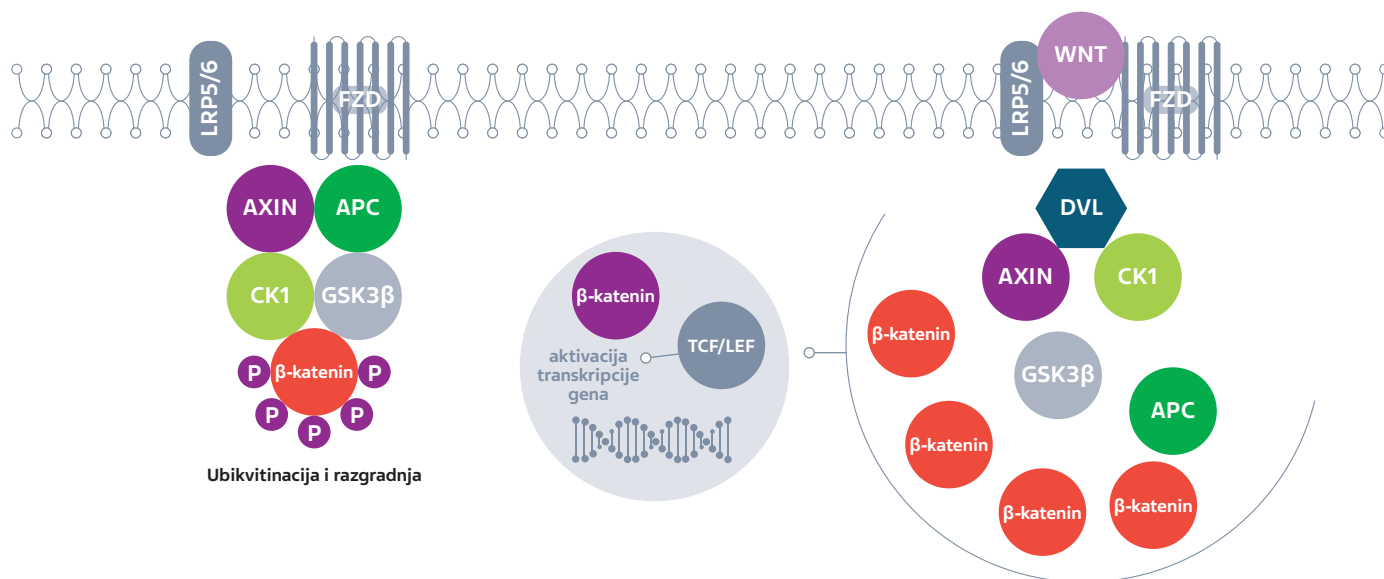 LRP5/6
FZD
AXIN
APC
CK1
GSK3β
β-katenin
P
P
P
P
P
Ubikvitinacija i razgradnja
β-katenin
TCF/LEF
aktivacija
transkripcije
gena
WNT
LRP5/6
FZD
DVL
AXIN
CK1
β-katenin
GSK3β
APC
β-katenin
β-katenin
β-katenin